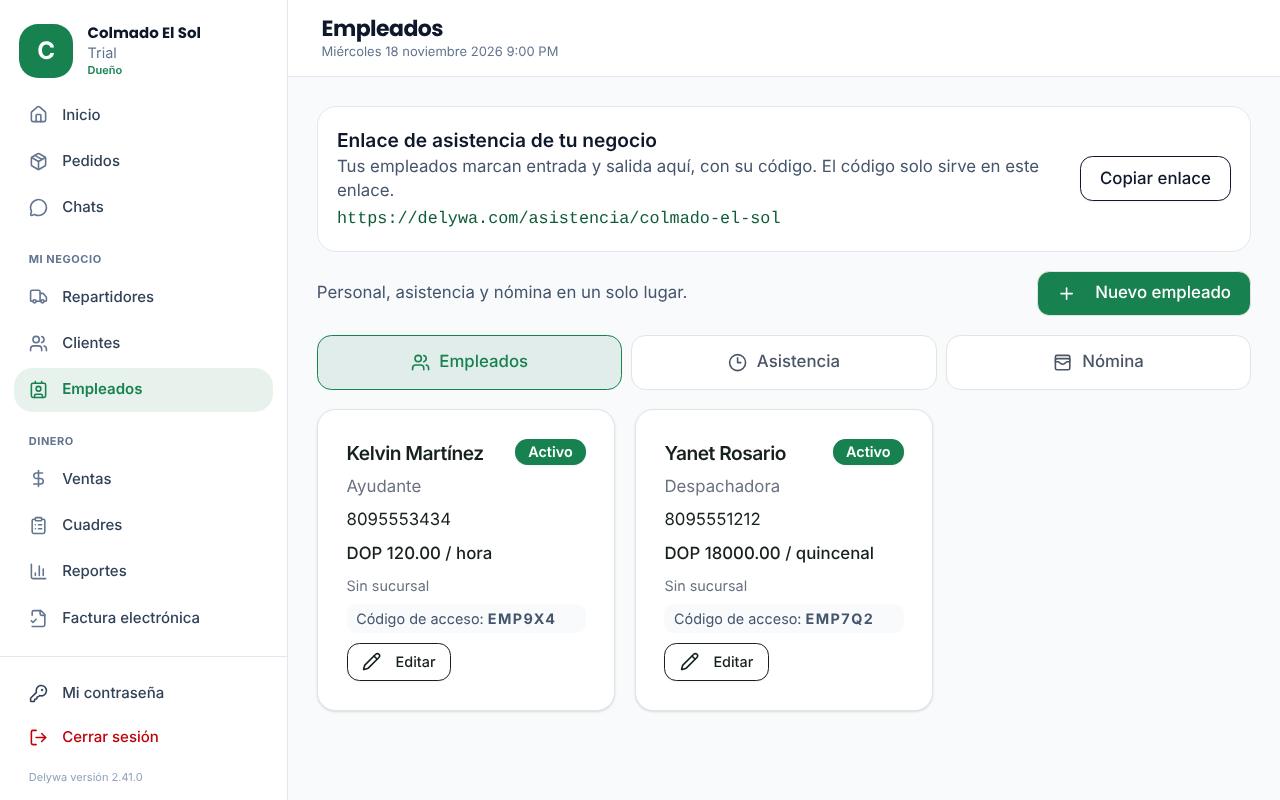 C
Colmado El Sol
Trial
Dueño
Inicio
Pedidos
Chats
MI NEGOCIO
Repartidores
Clientes
Empleados
DINERO
Ventas
Cuadres
Reportes
Factura electrónica
Mi contraseña
Cerrar sesión
Delywa versión 2.41.0
Empleados
Miércoles 18 noviembre 2026 9:00 PM
Enlace de asistencia de tu negocio
Tus empleados marcan entrada y salida aquí, con su código. El código solo sirve en este
enlace.
https://delywa.com/asistencia/colmado-el-sol
Copiar enlace
Personal, asistencia y nómina en un solo lugar.
Nuevo empleado
Empleados
Asistencia
Nómina
Kelvin Martínez
Activo
Ayudante
8095553434
DOP 120.00 / hora
Sin sucursal
Código de acceso: EMP9X4
Editar
Yanet Rosario
Activo
Despachadora
8095551212
DOP 18000.00 / quincenal
Sin sucursal
Código de acceso: EMP7Q2
Editar